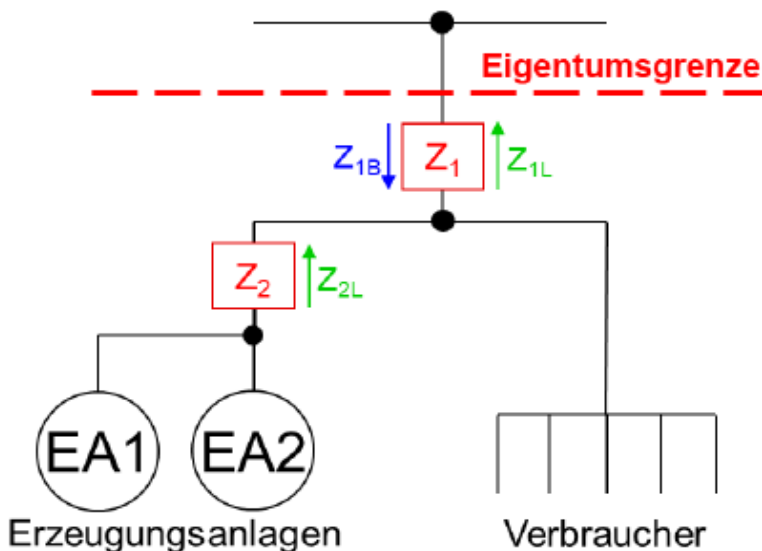 Eigentumsgrenze
Z1B Z1 Z1L
Z2 Z2L
EA1 EA2
Erzeugungsanlagen Verbraucher